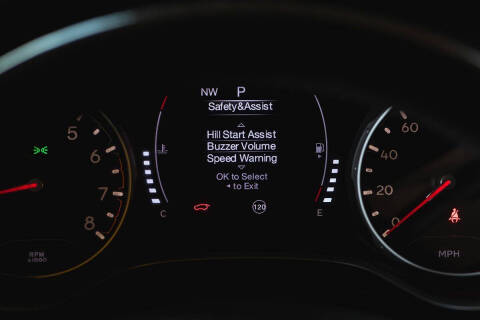 NW P
Safety&Assist
Hill Start Assist
Buzzer Volume
Speed Warning
OK to Select
to Exit
120
C
E
5
6
7
8
RPM
x1000
60
40
20
0
MPH